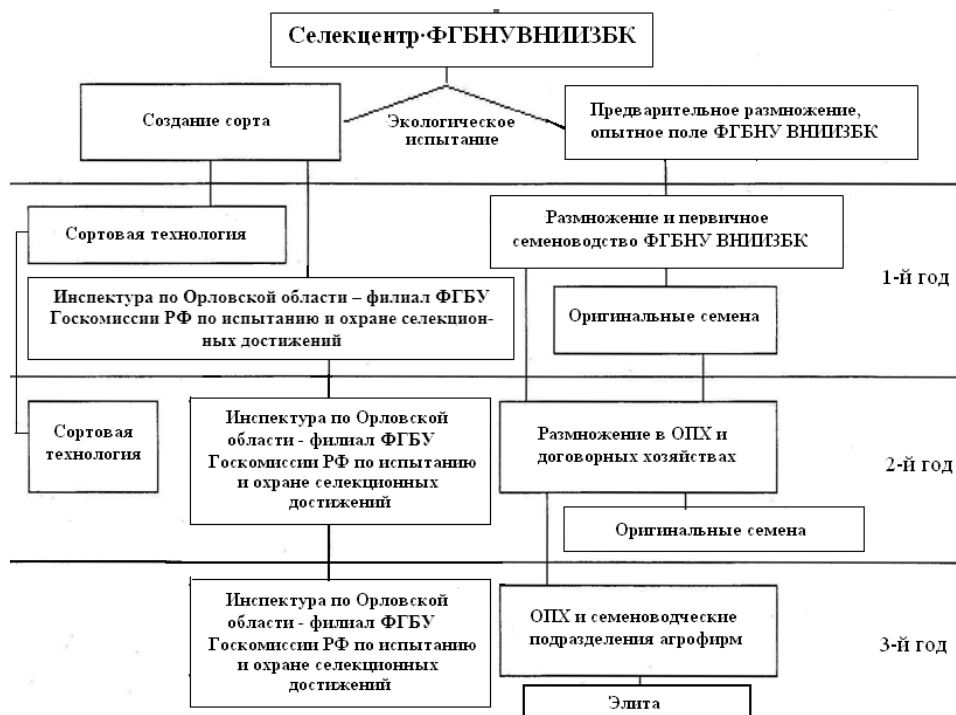 Селекцентр·ФГБНУВНИИЗБК
Создание сорта
Экологическое
испытание
Предварительное размножение,
опытное поле ФГБНУ ВНИИЗБК
Сортовая технология
Размножение и первичное
семеноводство ФГБНУ ВНИИЗБК
1-й год
Инспектура по Орловской области – филиал ФГБУ
Госкомиссии РФ по испытанию и охране селекцион-
ных достижений
Оригинальные семена
Сортовая
технология
Инспектура по Орловской
области - филиал ФГБУ
Госкомиссии РФ по испытанию
и охране селекционных
достижений
Размножение в ОПХ и
договорных хозяйствах
2-й год
Оригинальные семена
Инспектура по Орловской
области - филиал ФГБУ
Госкомиссии РФ по испытанию
и охране селекционных
достижений
ОПХ и семеноводческие
подразделения агрофирм
3-й год
Элита